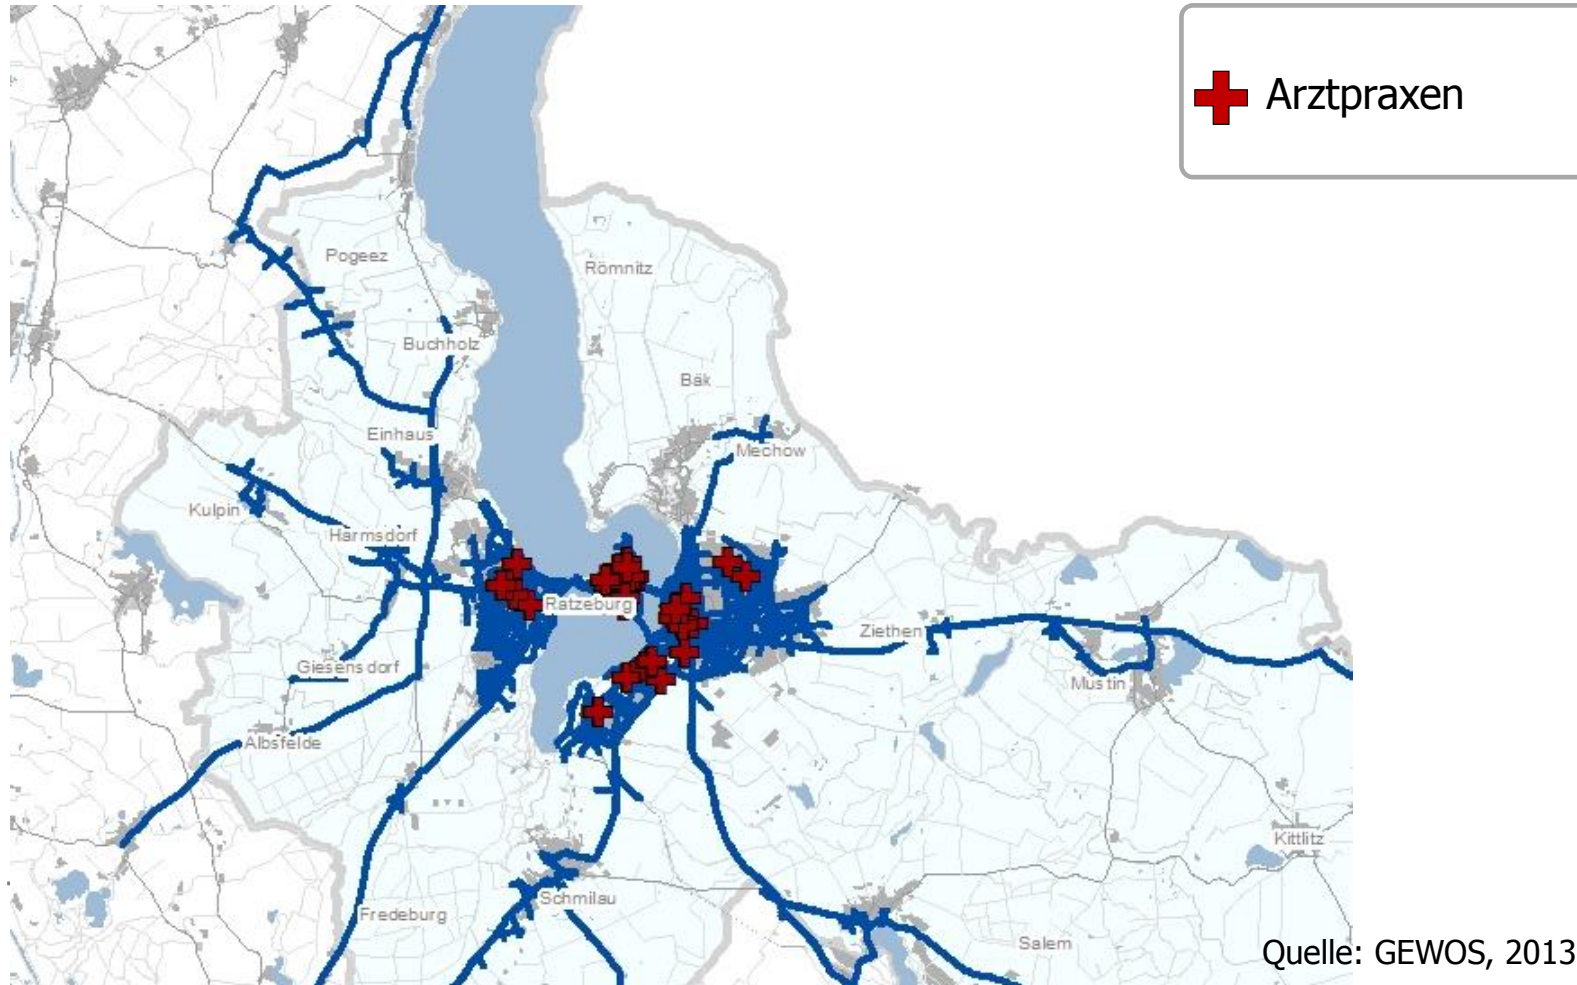 Arztpraxen
Pogeez
Römnitz
Buchholz
Bäk
Einhaus
Mechow
Kulpin
Harmsdorf
Ratzeburg
Ziethen
Giesensdorf
Mustin
Albsfelde
Kittlitz
Schmilau
Fredeburg
Salem
Quelle: GEWOS, 2013